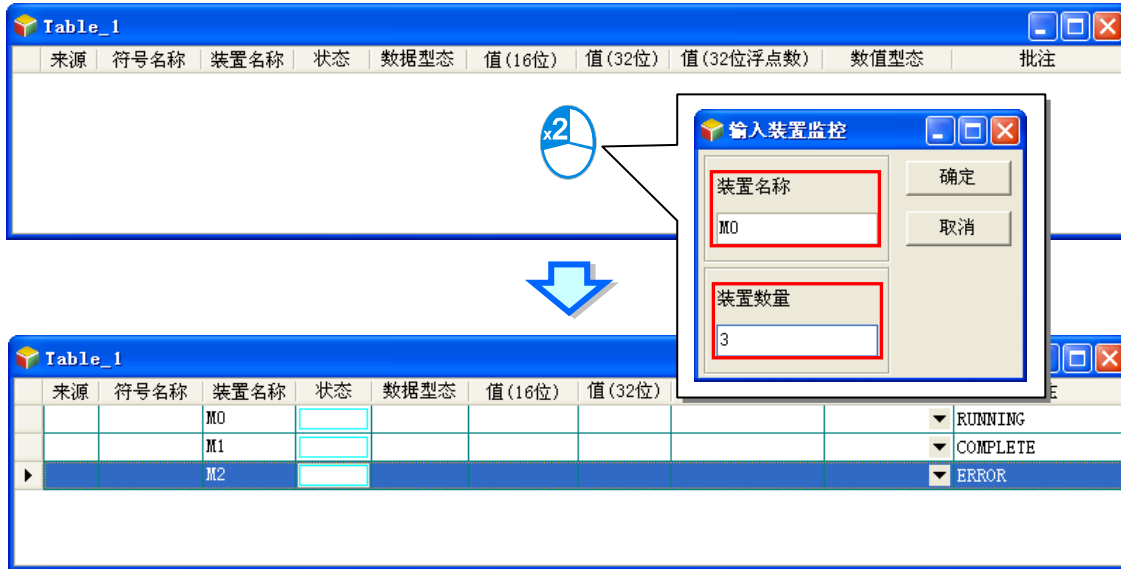 Table_1
来源 符号名称 装置名称 状态 数据型态 值(16位) 值(32位) 值(32位浮点数) 数值型态 批注
x2
输入装置监控
装置名称
M0
确定
取消
装置数量
3
Table_1
来源 符号名称 装置名称 状态 数据型态 值(16位) 值(32位)
M0 RUNNING
M1 COMPLETE
M2 ERROR